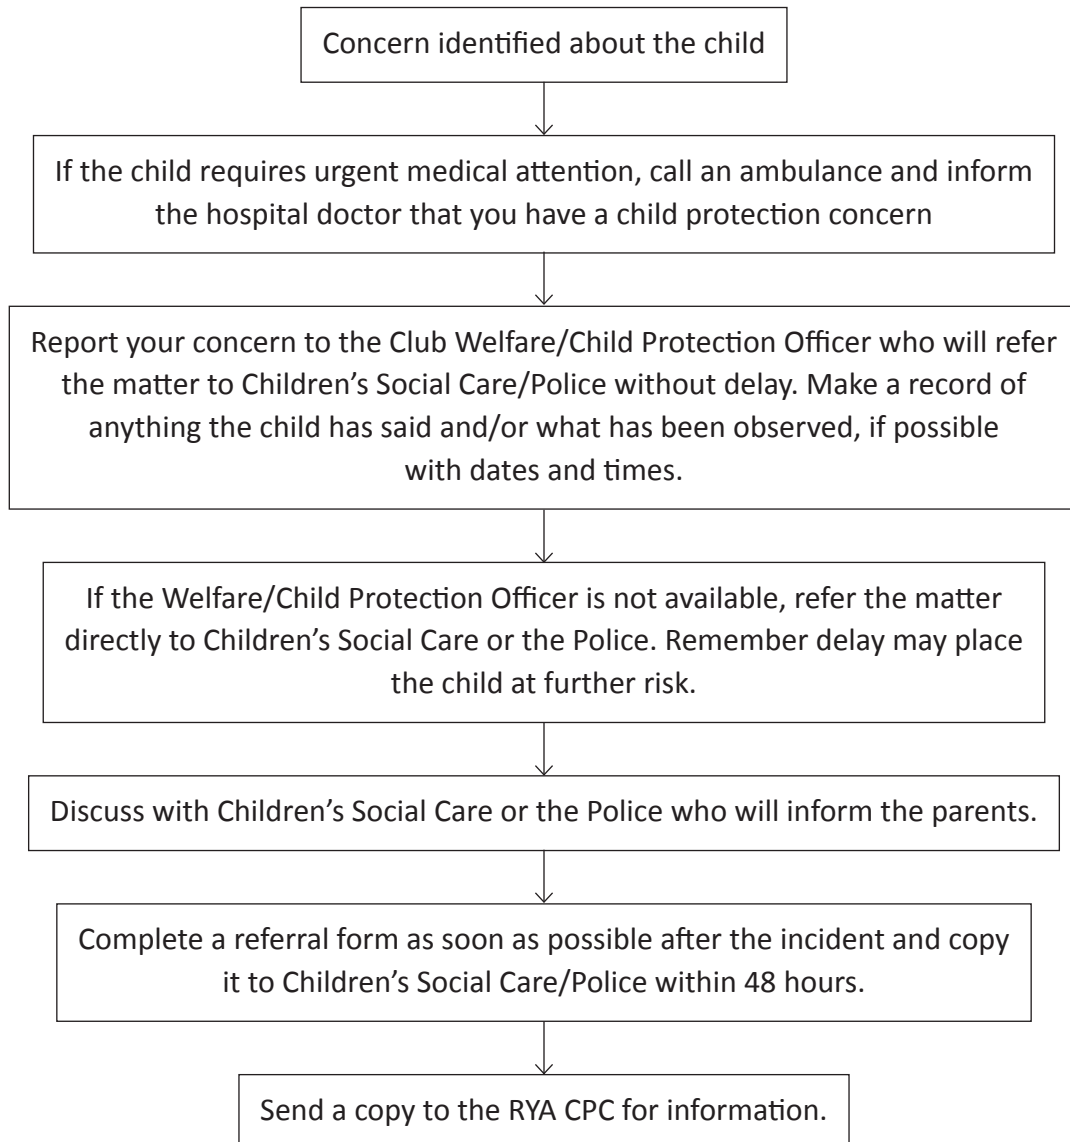 Concern identified about the child
If the child requires urgent medical attention, call an ambulance and inform
the hospital doctor that you have a child protection concern
Report your concern to the Club Welfare/Child Protection Officer who will refer
the matter to Children’s Social Care/Police without delay. Make a record of
anything the child has said and/or what has been observed, if possible
with dates and times.
If the Welfare/Child Protection Officer is not available, refer the matter
directly to Children’s Social Care or the Police. Remember delay may place
the child at further risk.
Discuss with Children’s Social Care or the Police who will inform the parents.
Complete a referral form as soon as possible after the incident and copy
it to Children’s Social Care/Police within 48 hours.
Send a copy to the RYA CPC for information.